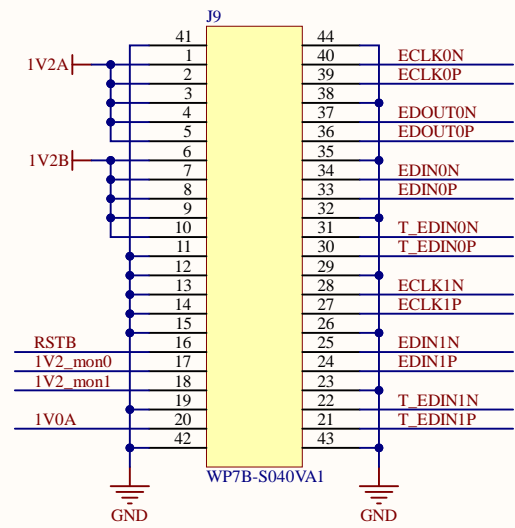 J9
41 44
1 40 ECLK0N
1V2A 2 39 ECLK0P
3 38
4 37 EDOUT0N
5 36 EDOUT0P
1V2B 6 35
7 34 EDIN0N
8 33 EDIN0P
9 32
10 31 T_EDIN0N
11 30 T_EDIN0P
12 29
13 28 ECLK1N
14 27 ECLK1P
15 26
RSTB 16 25 EDIN1N
1V2_mon0 17 24 EDIN1P
1V2_mon1 18 23
19 22 T_EDIN1N
1V0A 20 21 T_EDIN1P
42 43
WP7B-S040VA1
GND GND